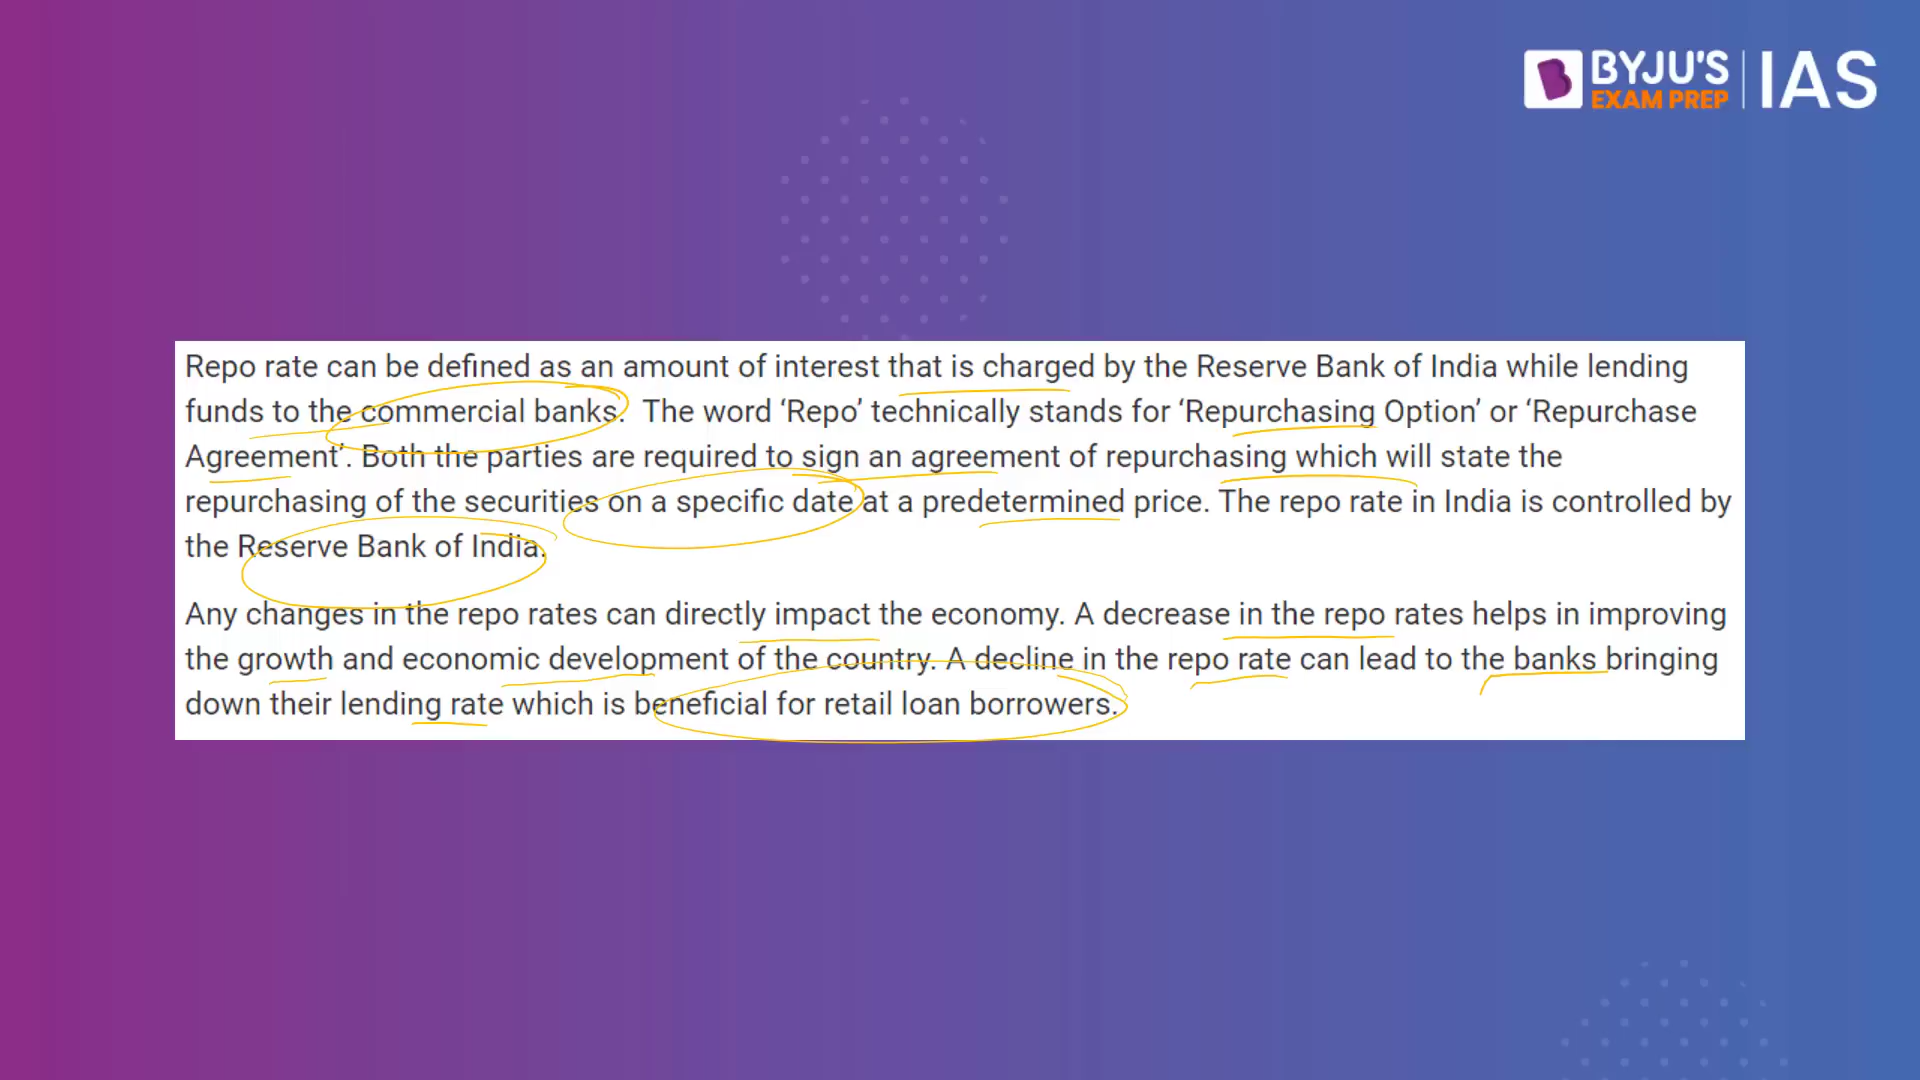 BYJU'S
EXAM PREP
IAS
Repo rate can be defined as an amount of interest that is charged by the Reserve Bank of India while lending
funds to the commercial banks.  The word ‘Repo’ technically stands for ‘Repurchasing Option’ or ‘Repurchase
Agreement’. Both the parties are required to sign an agreement of repurchasing which will state the
repurchasing of the securities on a specific date at a predetermined price. The repo rate in India is controlled by
the Reserve Bank of India.
Any changes in the repo rates can directly impact the economy. A decrease in the repo rates helps in improving
the growth and economic development of the country. A decline in the repo rate can lead to the banks bringing
down their lending rate which is beneficial for retail loan borrowers.